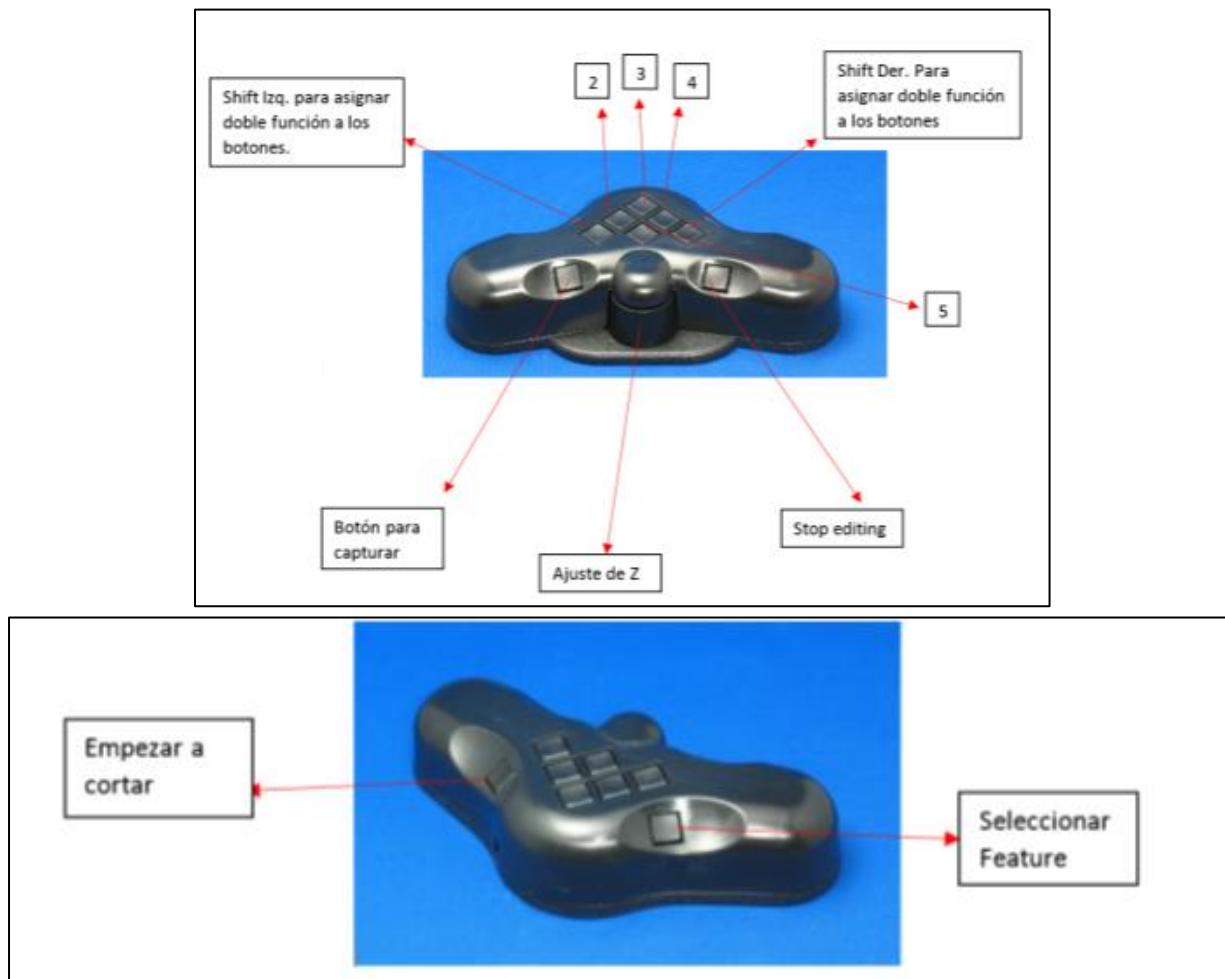 Shift Izq. para asignar
doble función a los
botones.
2
3
4
Shift Der. Para
asignar doble función
a los botones
5
Botón para
capturar
Ajuste de Z
Stop editing
Empezar a
cortar
Seleccionar
Feature